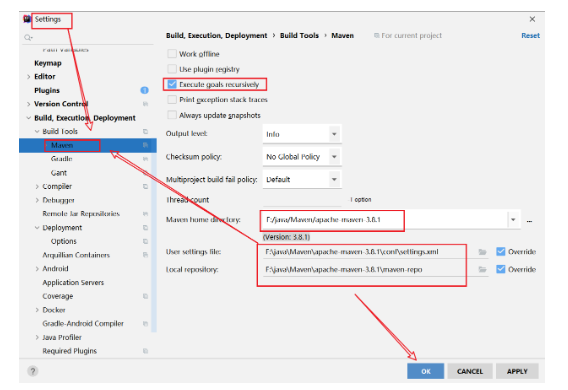 Settings
Build, Execution, Deployment › Build Tools › Maven
For current project
Reset
Path Variables
Keymap
Editor
Plugins
Version Control
Build, Execution, Deployment
Build Tools
Maven
Gradle
Gant
Compiler
Debugger
Remote Jar Repositories
Deployment
Options
Arquillian Containers
Android
Application Servers
Coverage
Docker
Gradle-Android Compiler
Java Profiler
Required Plugins
Work offline
Use plugin registry
Execute goals recursively
Print exception stack traces
Always update snapshots
Output level: Info
Checksum policy: No Global Policy
Multiproject build fail policy: Default
Thread count
T option
Maven home directory: F:/java/Maven/apache-maven-3.8.1
...
(Version: 3.8.1)
User settings file: F:\java\Maven\apache-maven-3.8.1\conf\settings.xml Override
Local repository: F:\java\Maven\apache-maven-3.8.1\maven-repo Override
?
OK CANCEL APPLY